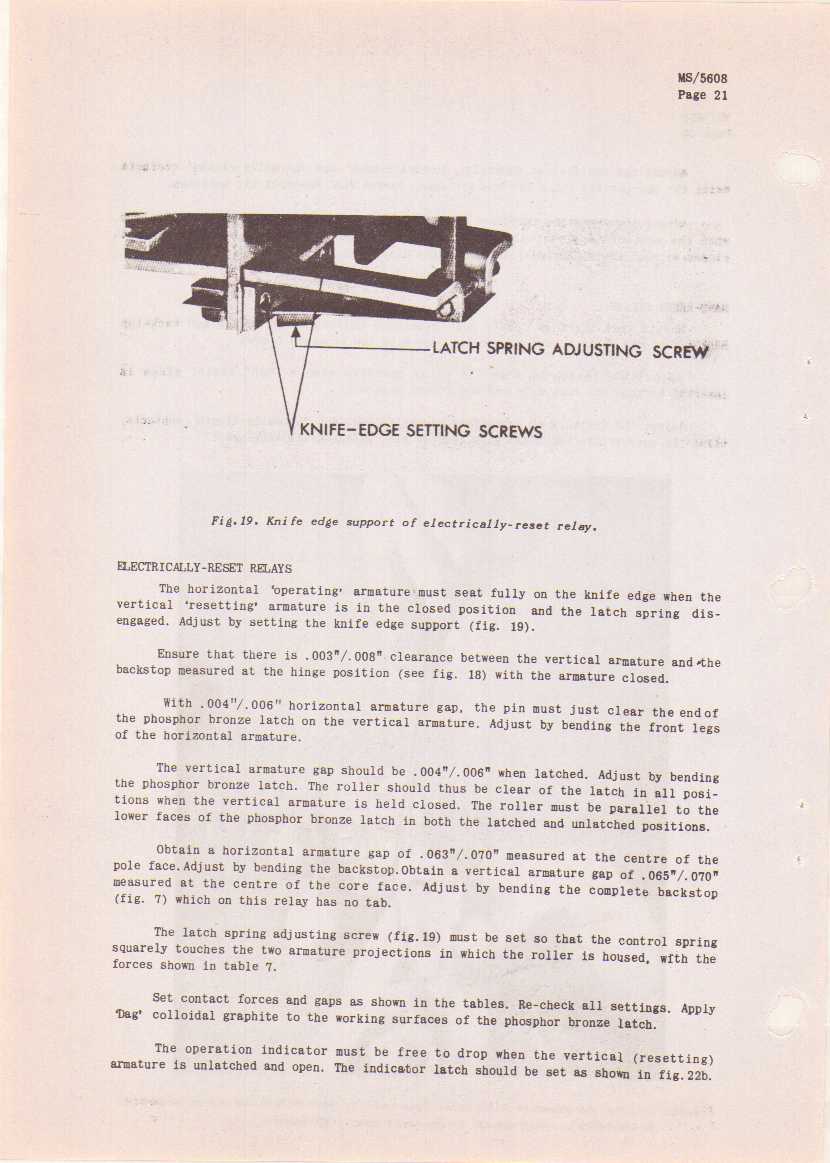 MS/5608
Page 21
LATCH SPRING ADJUSTING SCREW
KNIFE-EDGE SETTING SCREWS
Fig.19. Knife edge support of electrically-reset relay.
ELECTRICALLY-RESET RELAYS
The horizontal 'operating' armature must seat fully on the knife edge when the
vertical 'resetting' armature is in the closed position and the latch spring dis-
engaged. Adjust by setting the knife edge support (fig. 19).
Ensure that there is .003"/.008" clearance between the vertical armature and the
backstop measured at the hinge position (see fig. 18) with the armature closed.
With .004"/.006" horizontal armature gap, the pin must just clear the end of
the phosphor bronze latch on the vertical armature. Adjust by bending the front legs
of the horizontal armature.
The vertical armature gap should be .004"/.006" when latched. Adjust by bending
the phosphor bronze latch. The roller should thus be clear of the latch in all posi-
tions when the vertical armature is held closed. The roller must be parallel to the
lower faces of the phosphor bronze latch in both the latched and unlatched positions.
Obtain a horizontal armature gap of .063"/.070" measured at the centre of the
pole face. Adjust by bending the backstop. Obtain a vertical armature gap of .065"/.070"
measured at the centre of the core face. Adjust by bending the complete backstop
(fig. 7) which on this relay has no tab.
The latch spring adjusting screw (fig.19) must be set so that the control spring
squarely touches the two armature projections in which the roller is housed, with the
forces shown in table 7.
Set contact forces and gaps as shown in the tables. Re-check all settings. Apply
'Dag' colloidal graphite to the working surfaces of the phosphor bronze latch.
The operation indicator must be free to drop when the vertical (resetting)
armature is unlatched and open. The indicator latch should be set as shown in fig.22b.